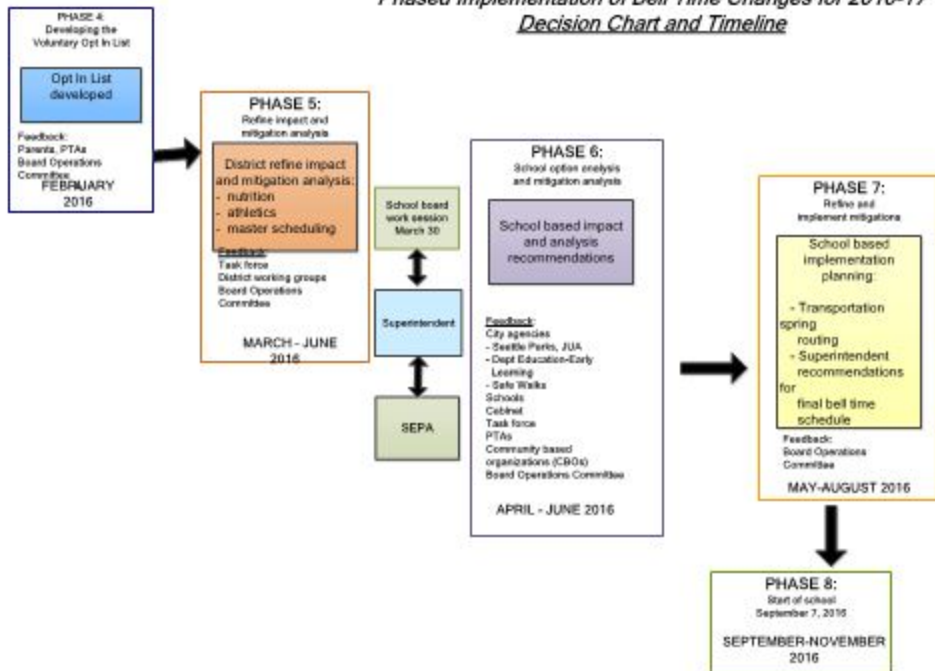 Phased Implementation of Bell Time Changes for 2016-17
Decision Chart and Timeline
PHASE 4:
Developing the
Voluntary Opt In List
Opt In List
developed
Feedback:
Parents, PTAs
Board Operations
Committee
FEBRUARY
2016
PHASE 5:
Refine impact and
mitigation analysis
District refine impact
and mitigation analysis:
- nutrition
- athletics
- master scheduling
Feedback:
Task force
District working groups
Board Operations
Committee
MARCH - JUNE
2016
School board
work session
March 30
Superintendent
SEPA
PHASE 6:
School option analysis
and mitigation analysis
School based impact
and analysis
recommendations
Feedback:
City agencies
- Seattle Parks, JUA
- Dept Education-Early
Learning
- Safe Walks
Schools
Cabinet
Task force
PTAs
Community based
organizations (CBOs)
Board Operations Committee
APRIL - JUNE 2016
PHASE 7:
Refine and
implement mitigations
School based
implementation
planning:
- Transportation
spring
routing
- Superintendent
recommendations
for
final bell time
schedule
Feedback:
Board Operations
Committee
MAY-AUGUST 2016
PHASE 8:
Start of school
September 7, 2016
SEPTEMBER-NOVEMBER
2016